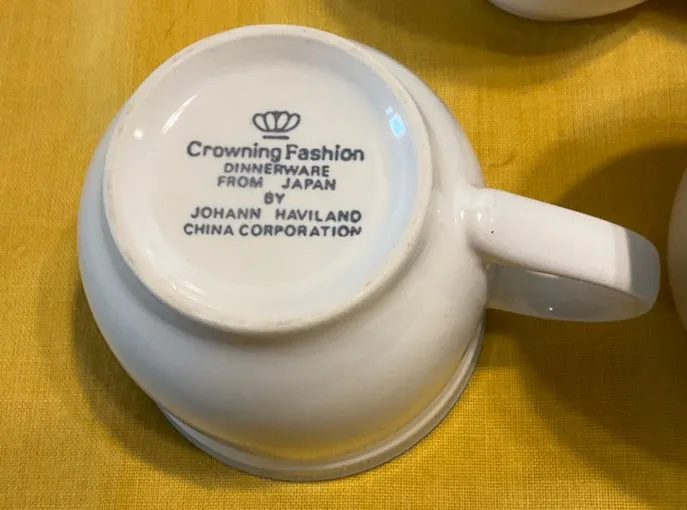 Crowning Fashion
DINNERWARE
FROM JAPAN
BY
JOHANN HAVILAND
CHINA CORPORATION